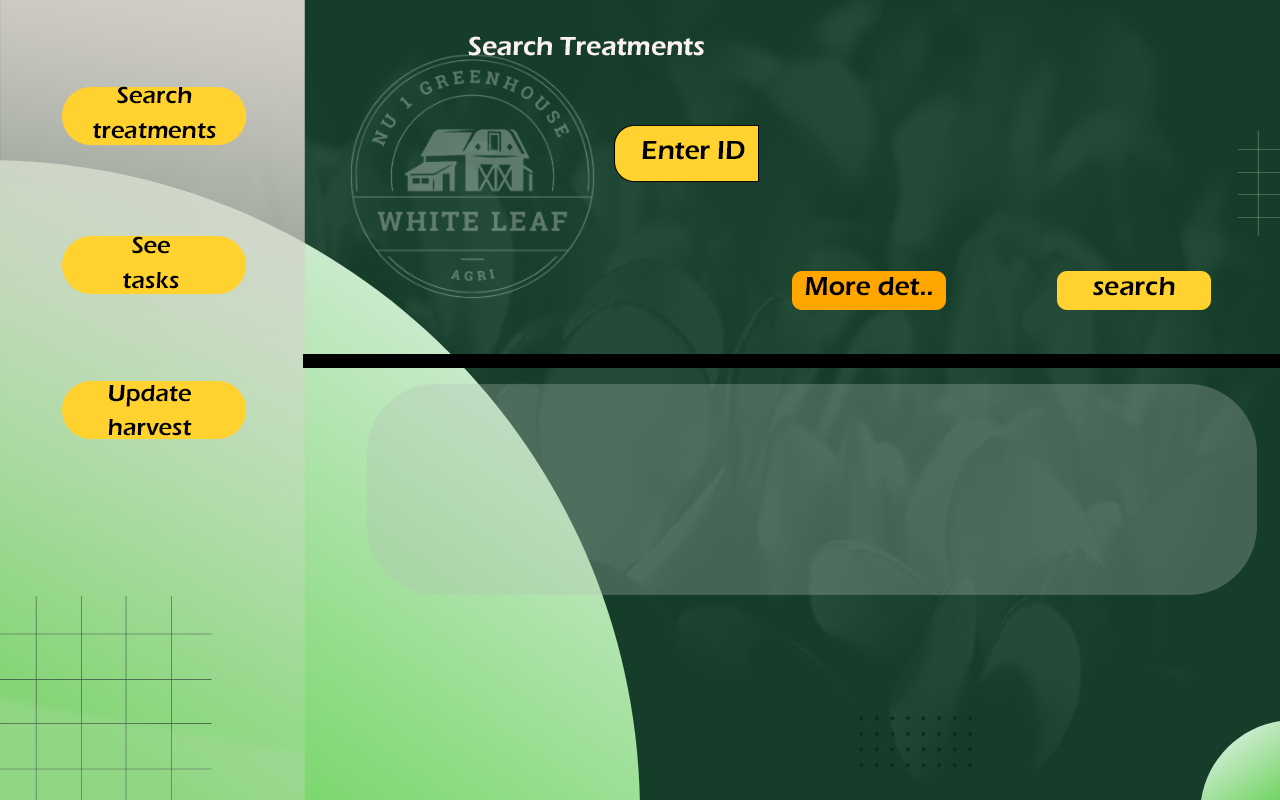 Search
treatments
See
tasks
Update
harvest
Search Treatments
NU 1 GREENHOUSE
WHITE LEAF
AGRI
Enter ID
More det..
search